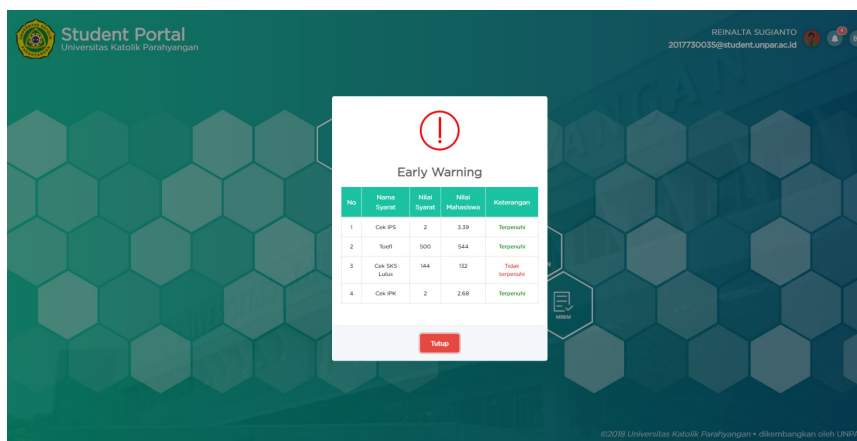 Student Portal
Universitas Katolik Parahyangan
REINALTA SUGIANTO
2017730035@student.unpar.ac.id
Early Warning
No Nama Syarat Nilai Syarat Nilai Mahasiswa Keterangan
1 Cek IPS 2 3.39 Terpenuhi
2 Toefl 500 544 Terpenuhi
3 Cek SKS Lulus 144 132 Tidak terpenuhi
4 Cek IPK 2 2.68 Terpenuhi
MBKM
Tutup
©2018 Universitas Katolik Parahyangan • dikembangkan oleh